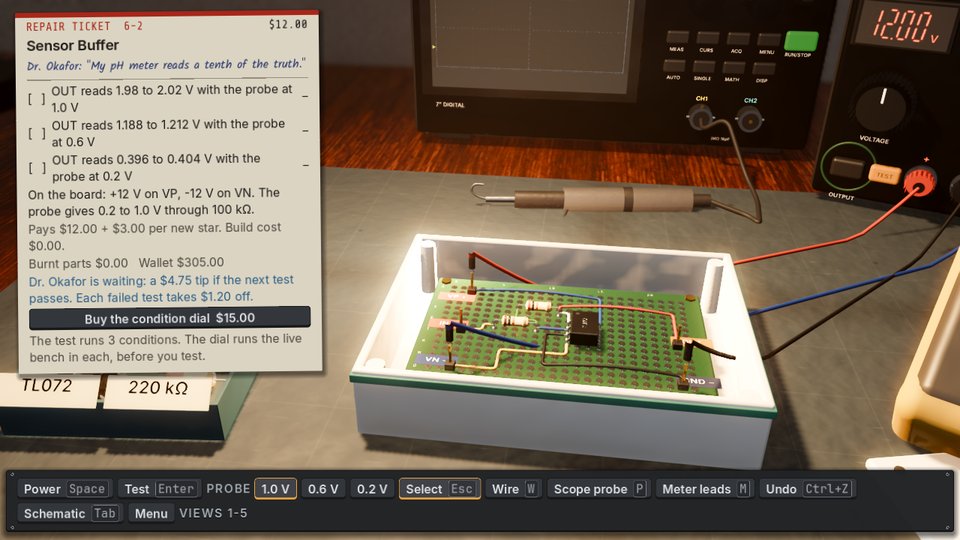 REPAIR TICKET 6-2 $12.00
Sensor Buffer
Dr. Okafor: "My pH meter reads a tenth of the truth."
[ ] OUT reads 1.98 to 2.02 V with the probe at 1.0 V –
[ ] OUT reads 1.188 to 1.212 V with the probe at 0.6 V –
[ ] OUT reads 0.396 to 0.404 V with the probe at 0.2 V –
On the board: +12 V on VP, -12 V on VN. The
probe gives 0.2 to 1.0 V through 100 kΩ.
Pays $12.00 + $3.00 per new star. Build cost
$0.00.
Burnt parts $0.00 Wallet $305.00
Dr. Okafor is waiting: a $4.75 tip if the next test
passes. Each failed test takes $1.20 off.
Buy the condition dial $15.00
The test runs 3 conditions. The dial runs the live
bench in each, before you test.
TL072
220 kΩ
7" DIGITAL
MEAS CURS ACQ MENU RUN/STOP
AUTO SINGLE MATH DISP
CH1 CH2
12.00 V
VOLTAGE
OUTPUT
TEST
+
VN -
GND -
Power Space Test Enter PROBE 1.0 V 0.6 V 0.2 V Select Esc Wire W Scope probe P Meter leads M Undo Ctrl+Z
Schematic Tab Menu VIEWS 1-5